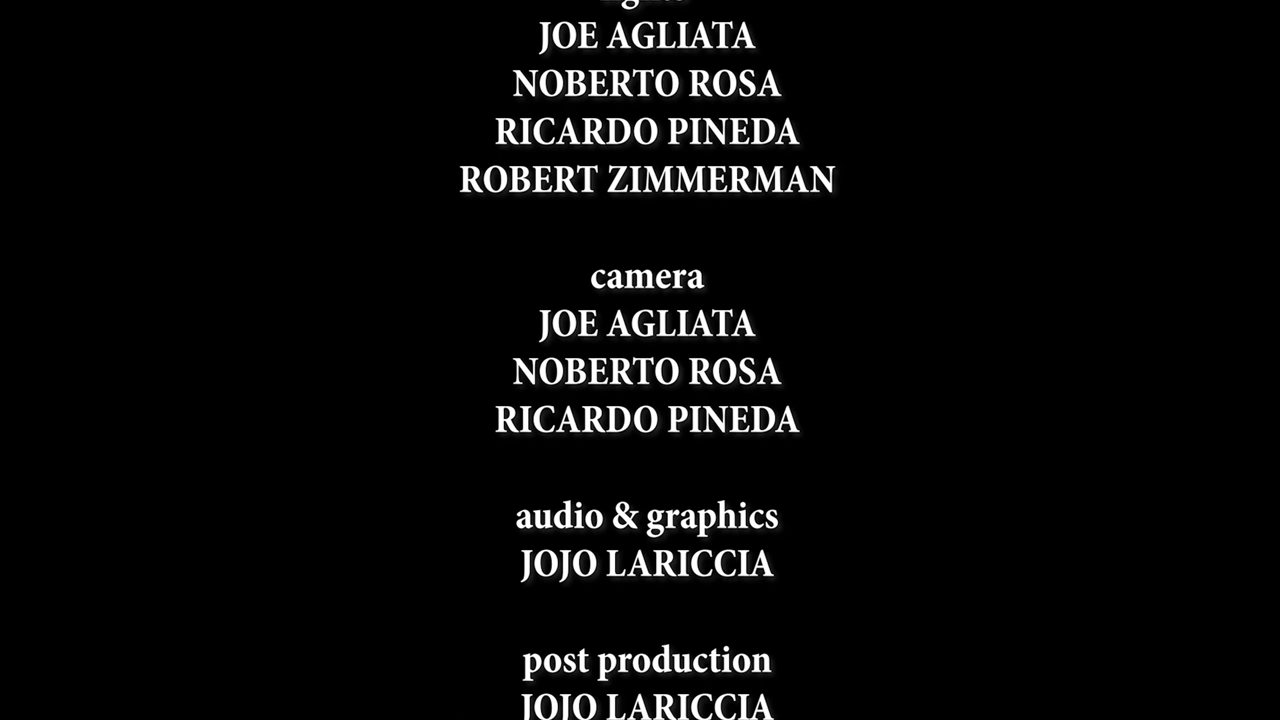 JOE AGLIATA
NOBERTO ROSA
RICARDO PINEDA
ROBERT ZIMMERMAN
camera
JOE AGLIATA
NOBERTO ROSA
RICARDO PINEDA
audio & graphics
JOJO LARICCIA
post production
JOJO LARICCIA